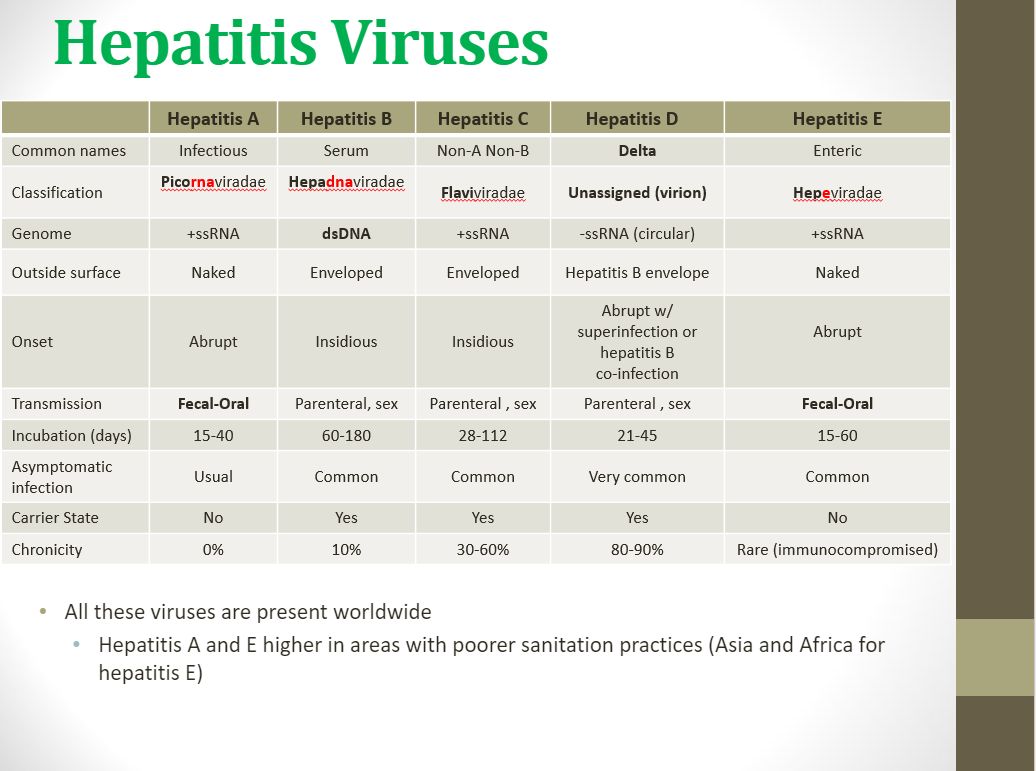 Hepatitis Viruses
Hepatitis A Hepatitis B Hepatitis C Hepatitis D Hepatitis E
Common names Infectious Serum Non-A Non-B Delta Enteric
Classification Picornaviradae Hepadnaviradae Flaviviradae Unassigned (virion) Hepeviradae
Genome +ssRNA dsDNA +ssRNA -ssRNA (circular) +ssRNA
Outside surface Naked Enveloped Enveloped Hepatitis B envelope Naked
Onset Abrupt Insidious Insidious Abrupt w/
superinfection or
hepatitis B
co-infection Abrupt
Transmission Fecal-Oral Parenteral, sex Parenteral , sex Parenteral , sex Fecal-Oral
Incubation (days) 15-40 60-180 28-112 21-45 15-60
Asymptomatic
infection Usual Common Common Very common Common
Carrier State No Yes Yes Yes No
Chronicity 0% 10% 30-60% 80-90% Rare (immunocompromised)
• All these viruses are present worldwide
• Hepatitis A and E higher in areas with poorer sanitation practices (Asia and Africa for
hepatitis E)